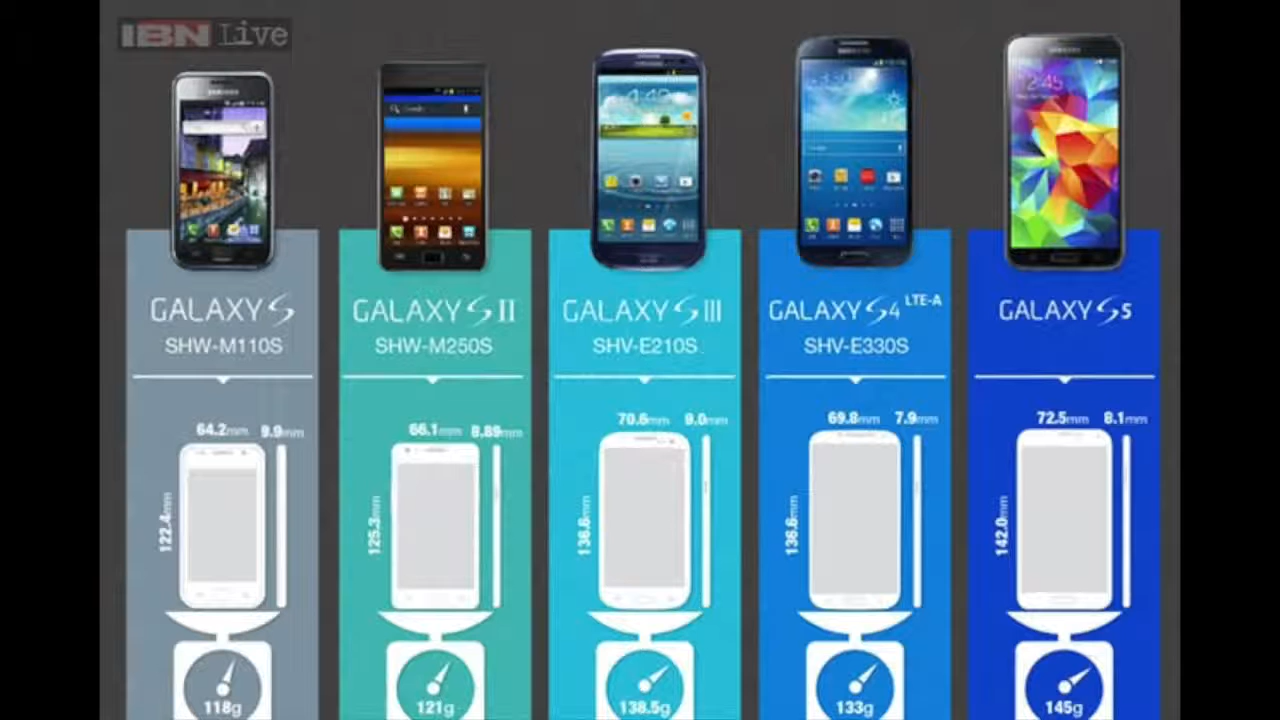 IBN Live
GALAXY S
SHW-M110S
64.2mm 9.9mm
122.4mm
118g
GALAXY S II
SHW-M250S
66.1mm 8.89mm
125.3mm
121g
GALAXY S III
SHV-E210S
70.6mm 9.0mm
136.6mm
138.5g
GALAXY S4 LTE-A
SHV-E330S
69.8mm 7.9mm
136.6mm
133g
2:45
GALAXY S5
72.5mm 8.1mm
142.0mm
145g